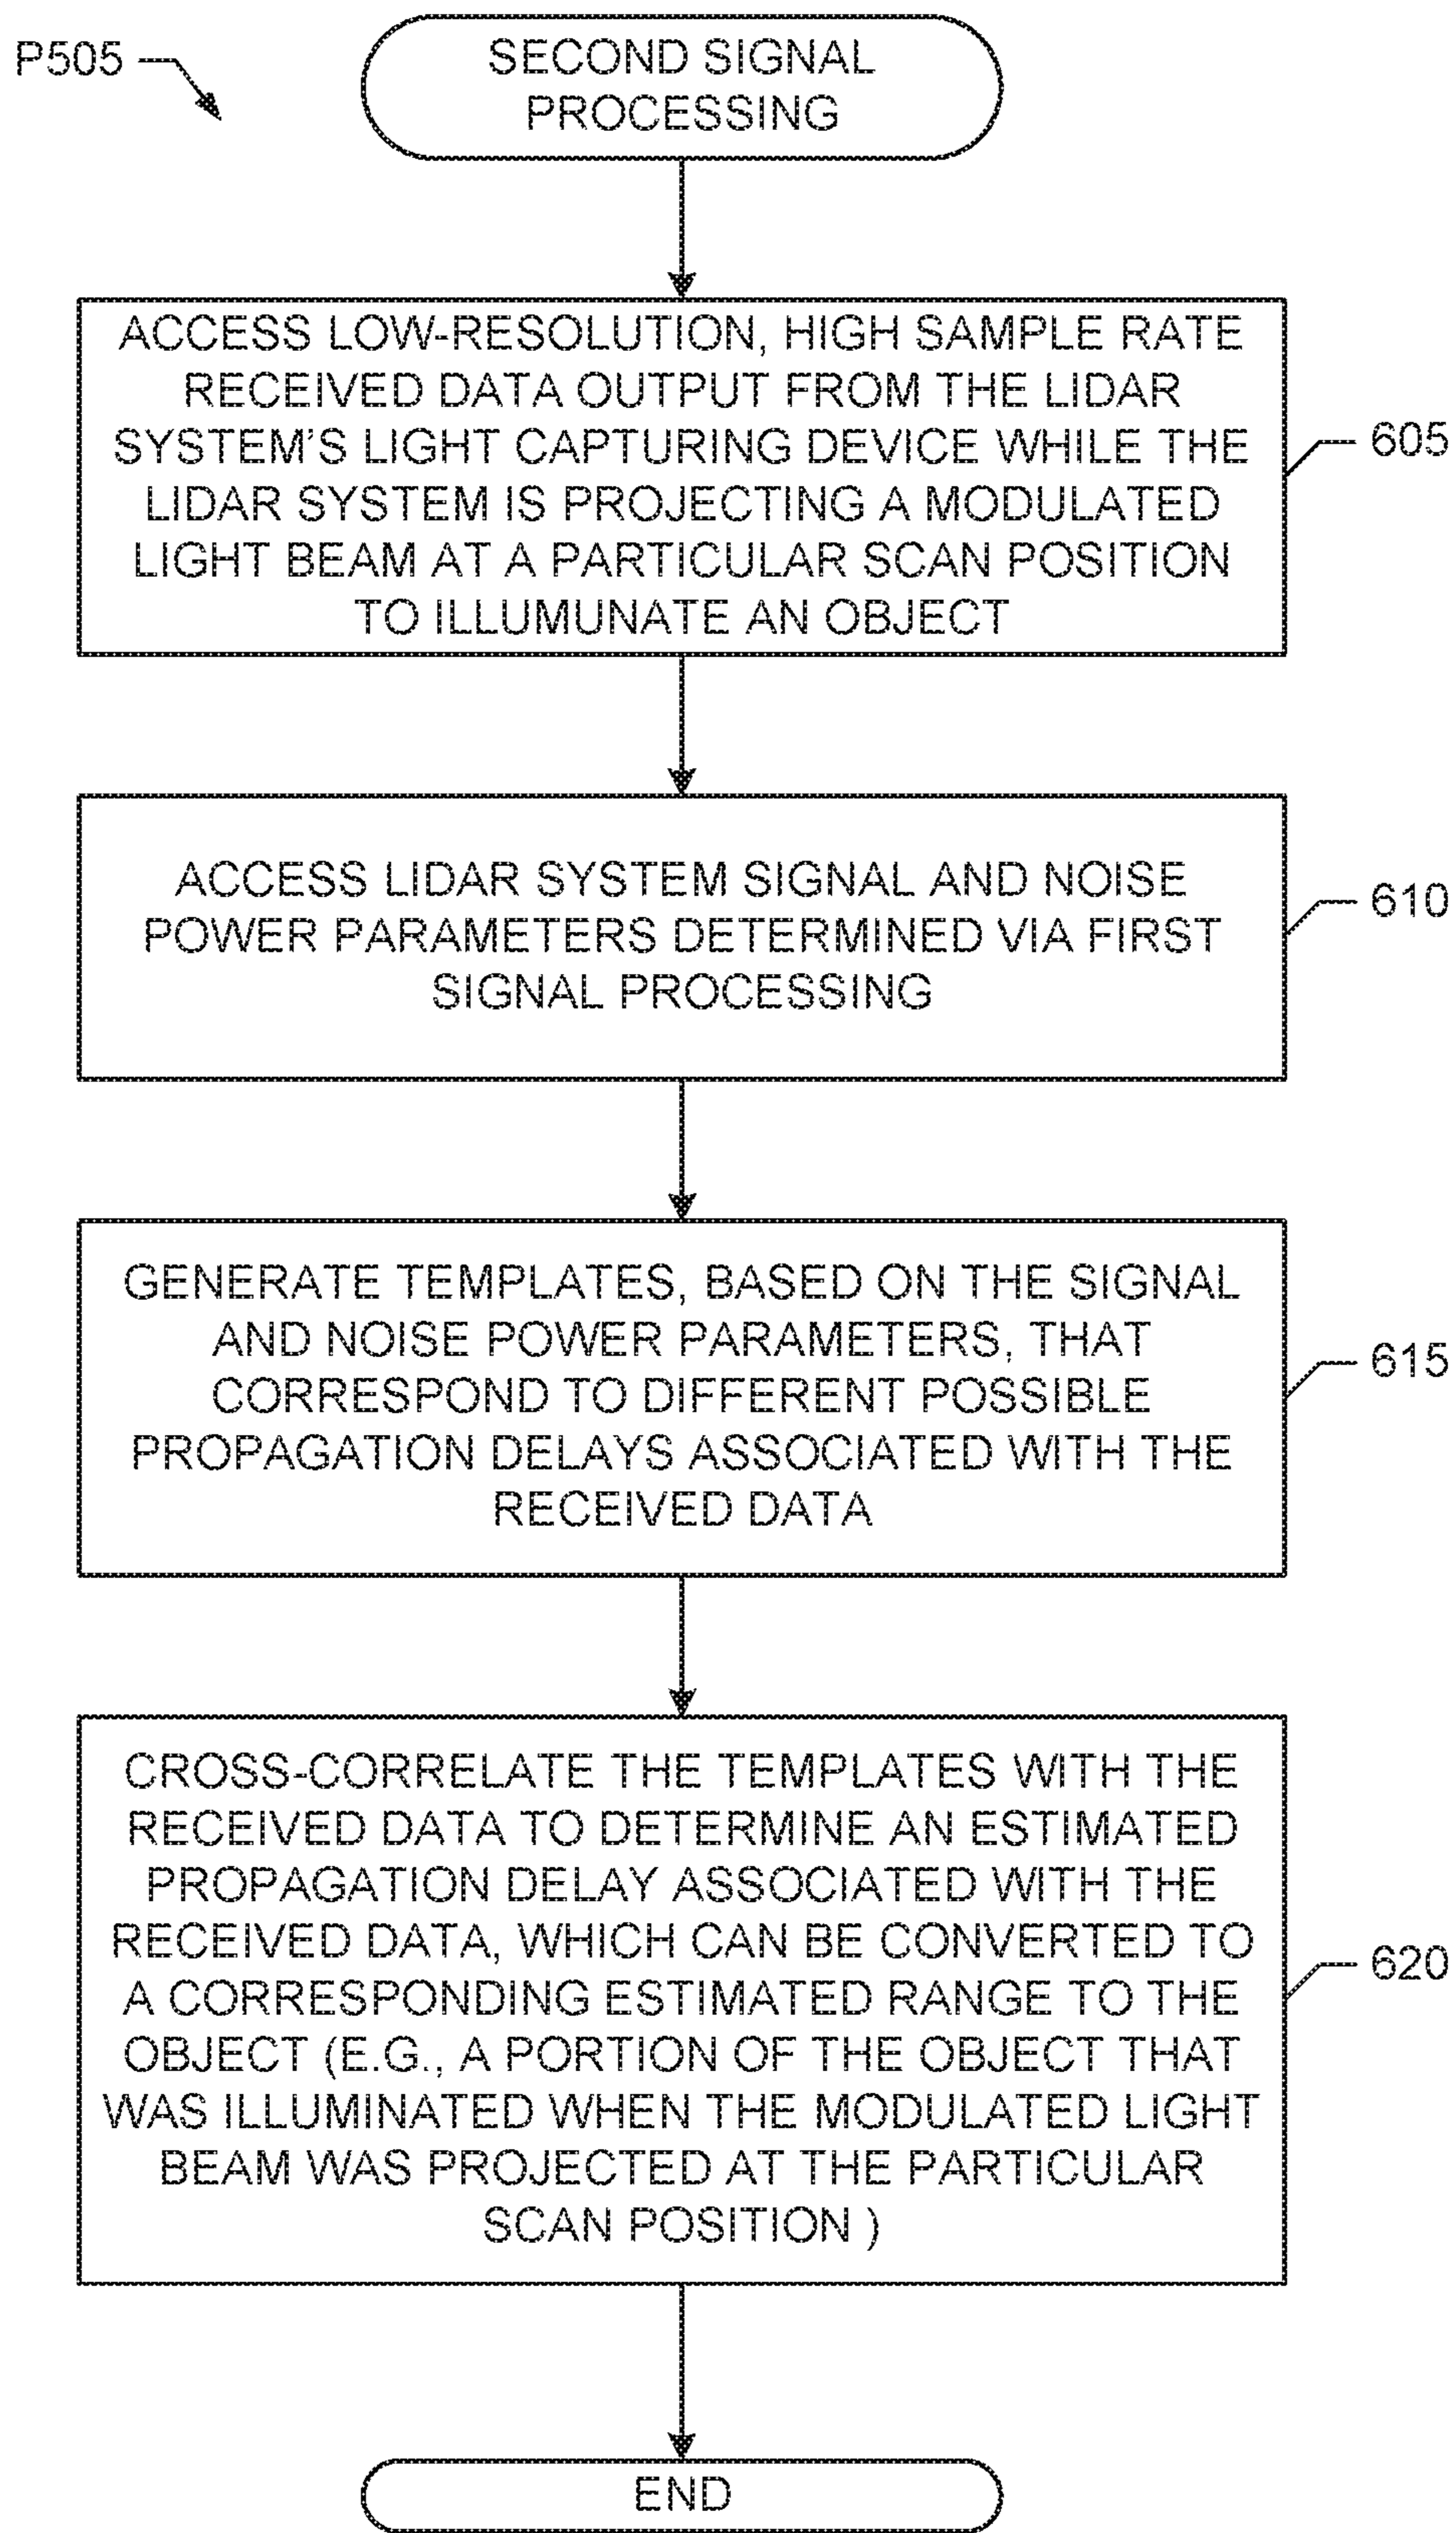 P505
SECOND SIGNAL
PROCESSING
ACCESS LOW-RESOLUTION, HIGH SAMPLE RATE
RECEIVED DATA OUTPUT FROM THE LIDAR
SYSTEM'S LIGHT CAPTURING DEVICE WHILE THE
LIDAR SYSTEM IS PROJECTING A MODULATED
LIGHT BEAM AT A PARTICULAR SCAN POSITION
TO ILLUMUNATE AN OBJECT
605
ACCESS LIDAR SYSTEM SIGNAL AND NOISE
POWER PARAMETERS DETERMINED VIA FIRST
SIGNAL PROCESSING
610
GENERATE TEMPLATES, BASED ON THE SIGNAL
AND NOISE POWER PARAMETERS, THAT
CORRESPOND TO DIFFERENT POSSIBLE
PROPAGATION DELAYS ASSOCIATED WITH THE
RECEIVED DATA
615
CROSS-CORRELATE THE TEMPLATES WITH THE
RECEIVED DATA TO DETERMINE AN ESTIMATED
PROPAGATION DELAY ASSOCIATED WITH THE
RECEIVED DATA, WHICH CAN BE CONVERTED TO
A CORRESPONDING ESTIMATED RANGE TO THE
OBJECT (E.G., A PORTION OF THE OBJECT THAT
WAS ILLUMINATED WHEN THE MODULATED LIGHT
BEAM WAS PROJECTED AT THE PARTICULAR
SCAN POSITION )
620
END